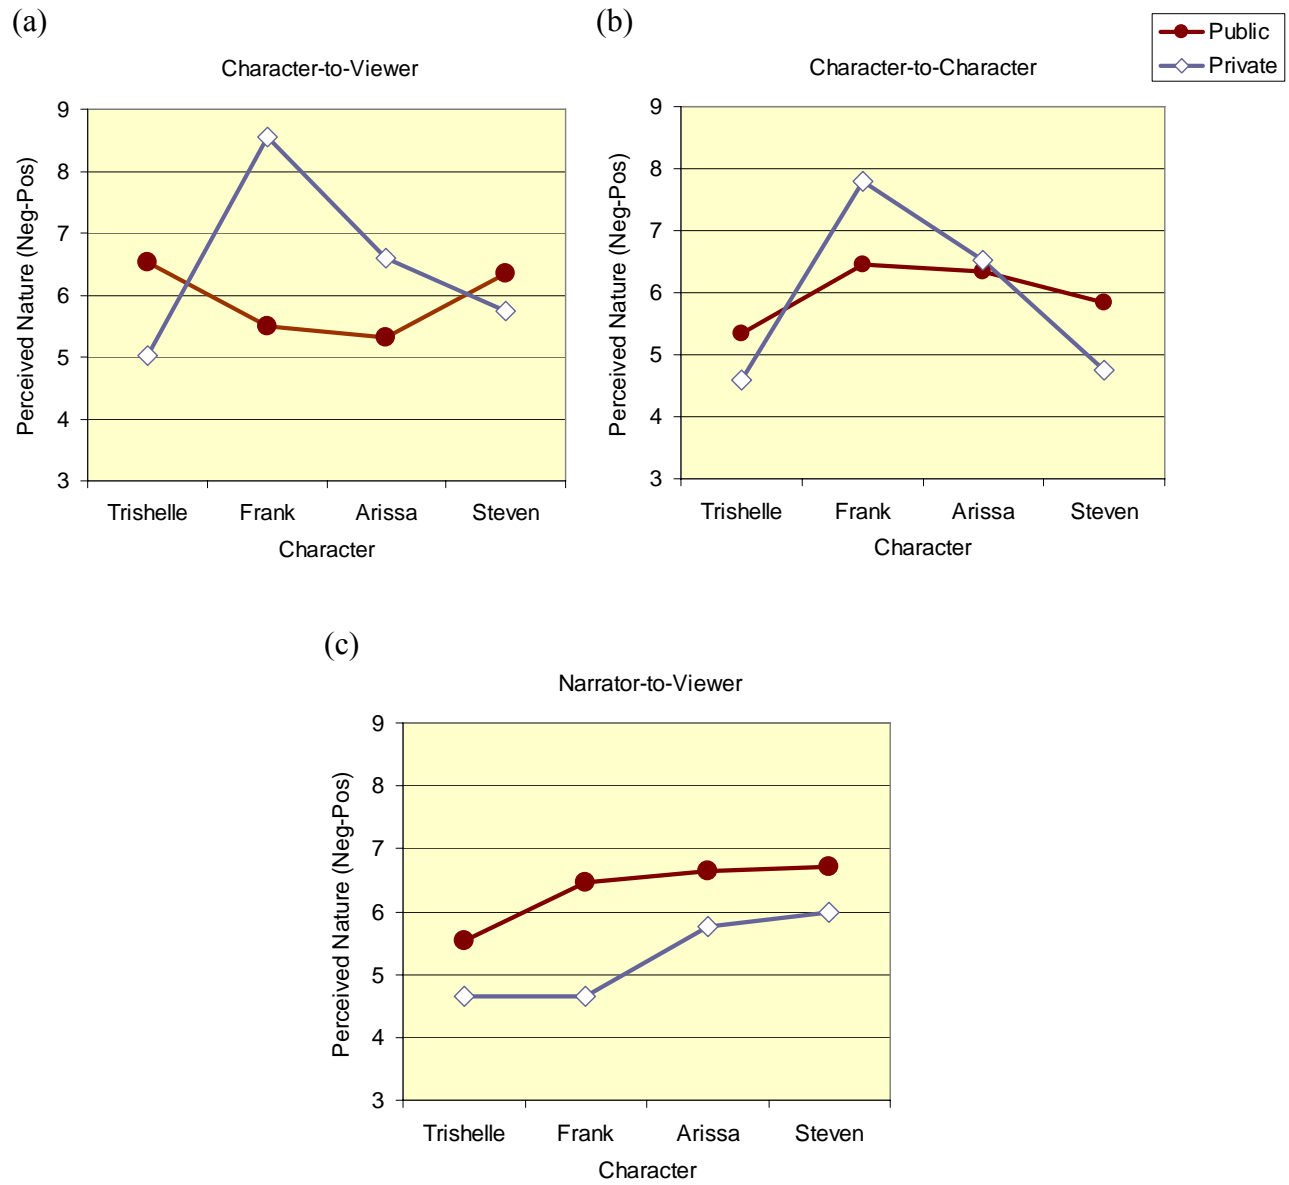 (a)
(b)
Public
Private
Character-to-Viewer
Perceived Nature (Neg-Pos)
9
8
7
6
5
4
3
Trishelle Frank Arissa Steven
Character
Character-to-Character
Perceived Nature (Neg-Pos)
9
8
7
6
5
4
3
Trishelle Frank Arissa Steven
Character
(c)
Narrator-to-Viewer
Perceived Nature (Neg-Pos)
9
8
7
6
5
4
3
Trishelle Frank Arissa Steven
Character